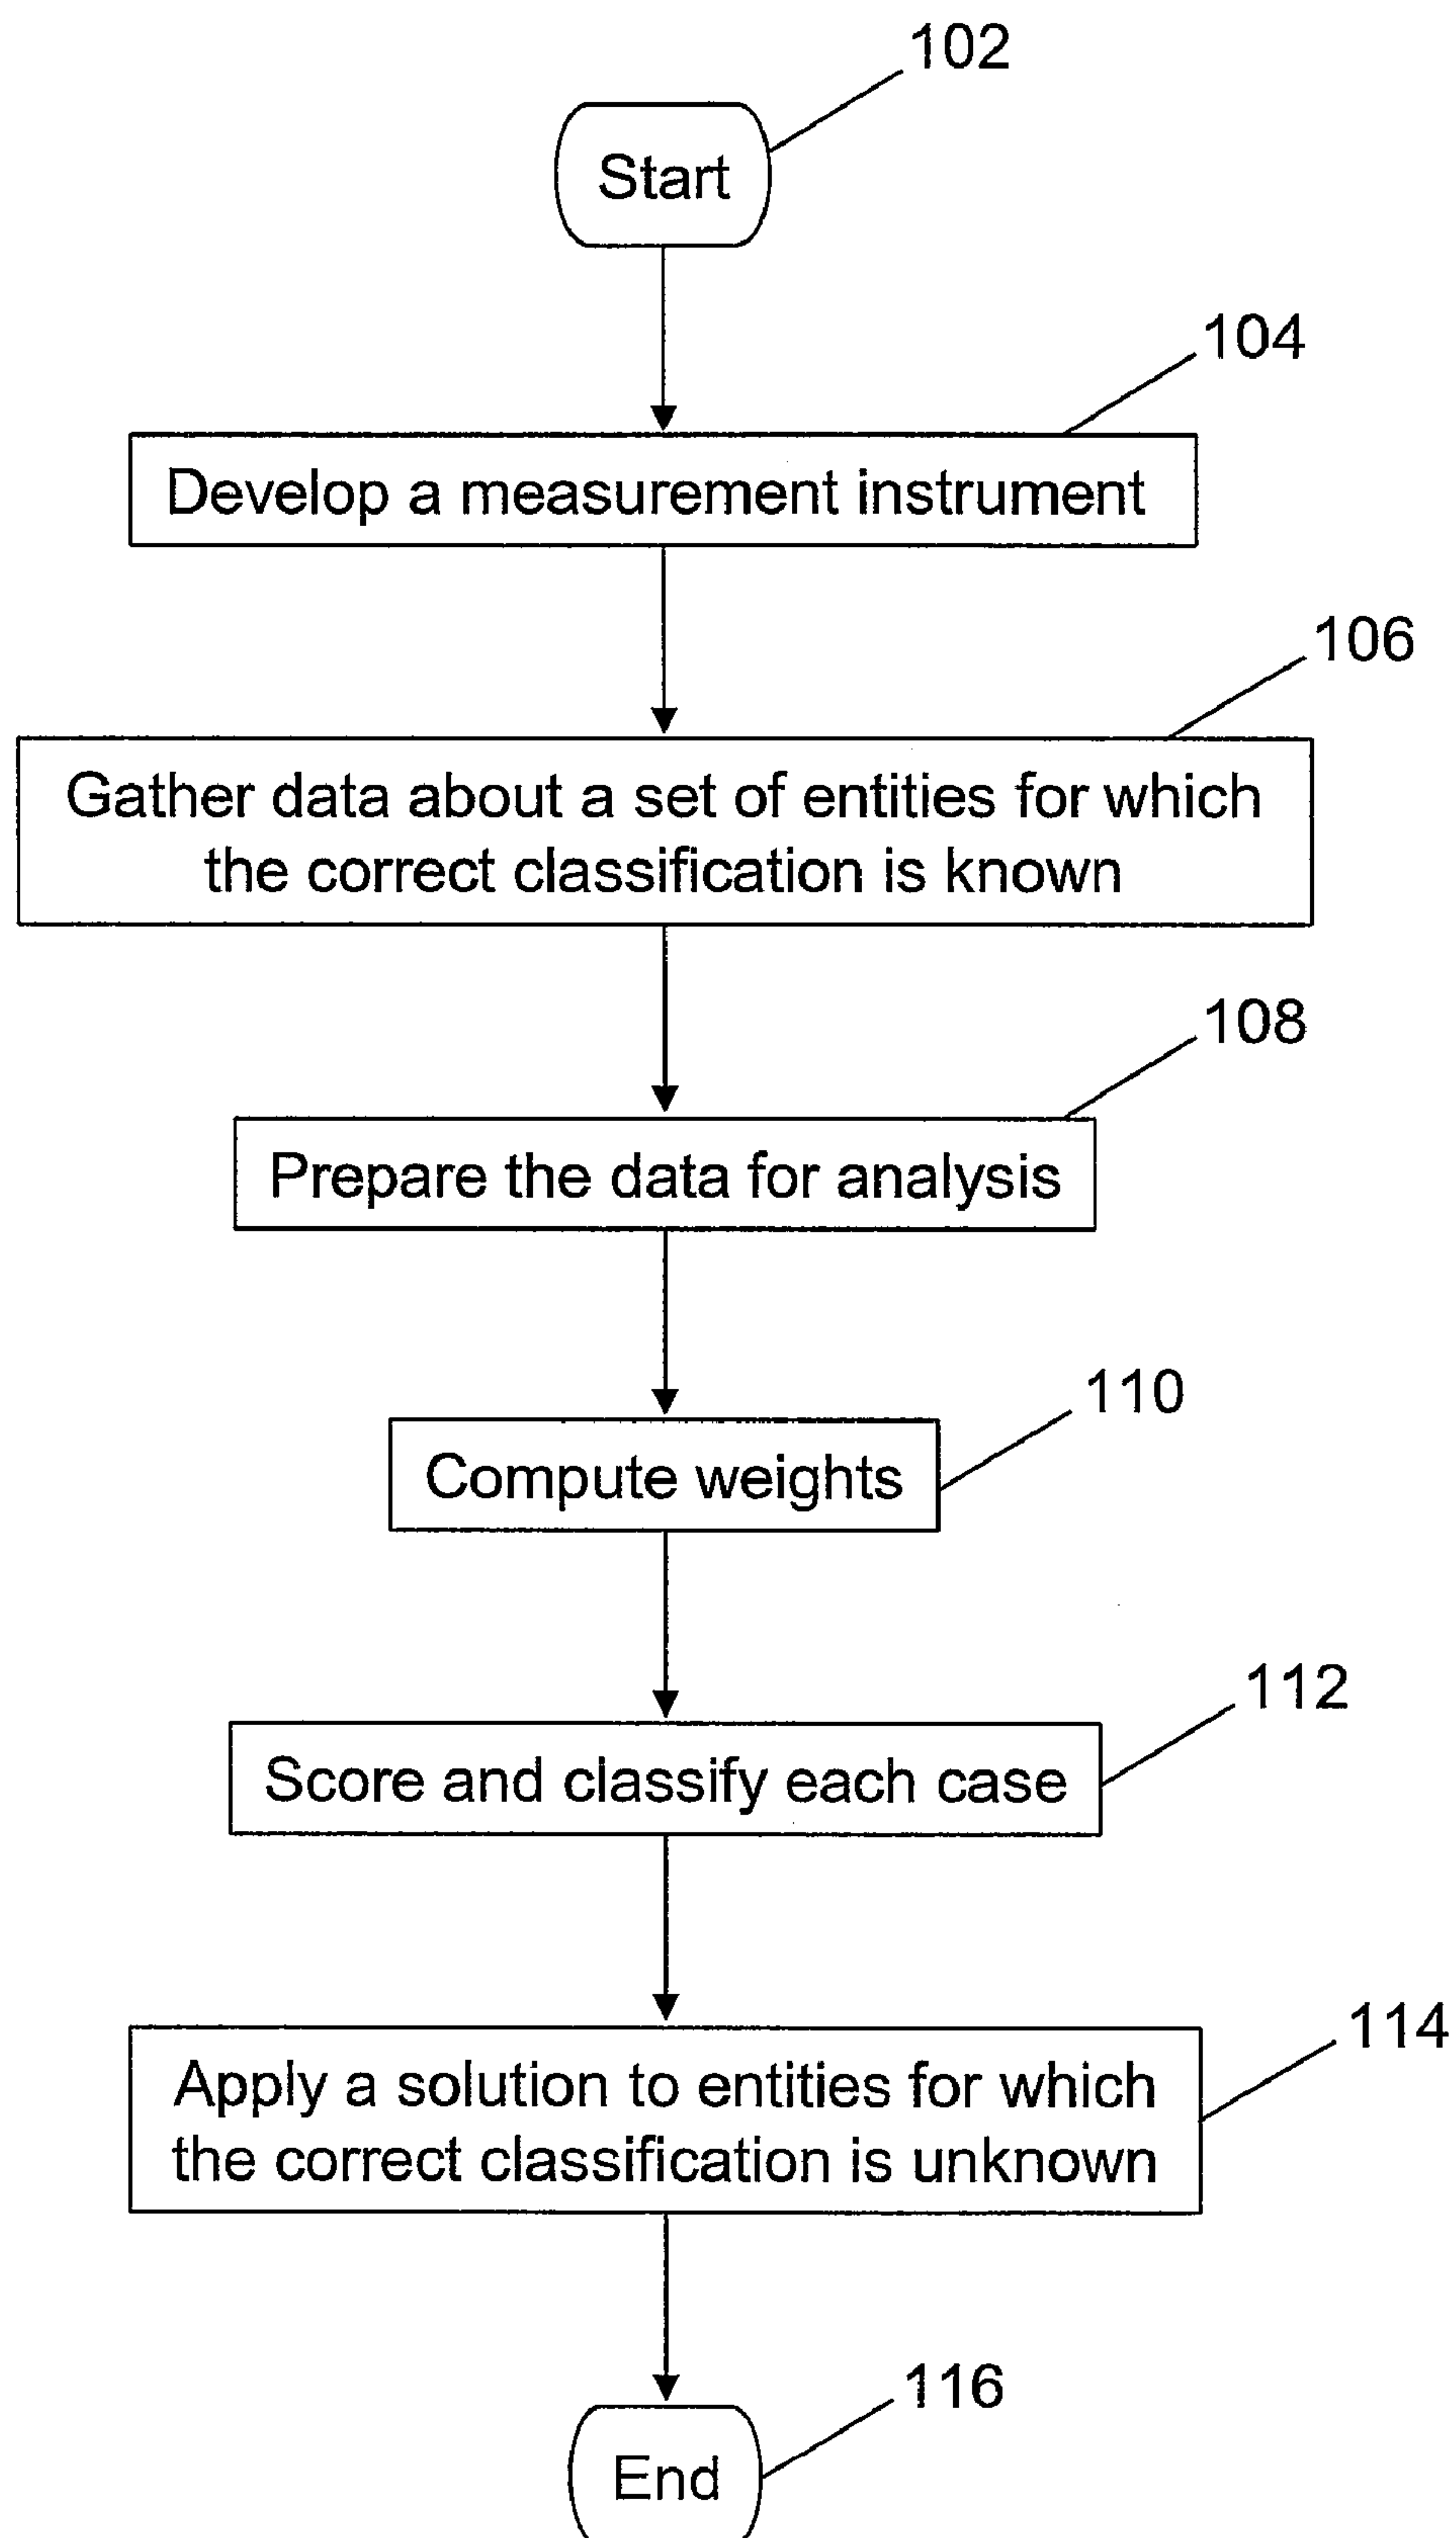 102
Start
104
Develop a measurement instrument
106
Gather data about a set of entities for which
the correct classification is known
108
Prepare the data for analysis
110
Compute weights
112
Score and classify each case
114
Apply a solution to entities for which
the correct classification is unknown
116
End